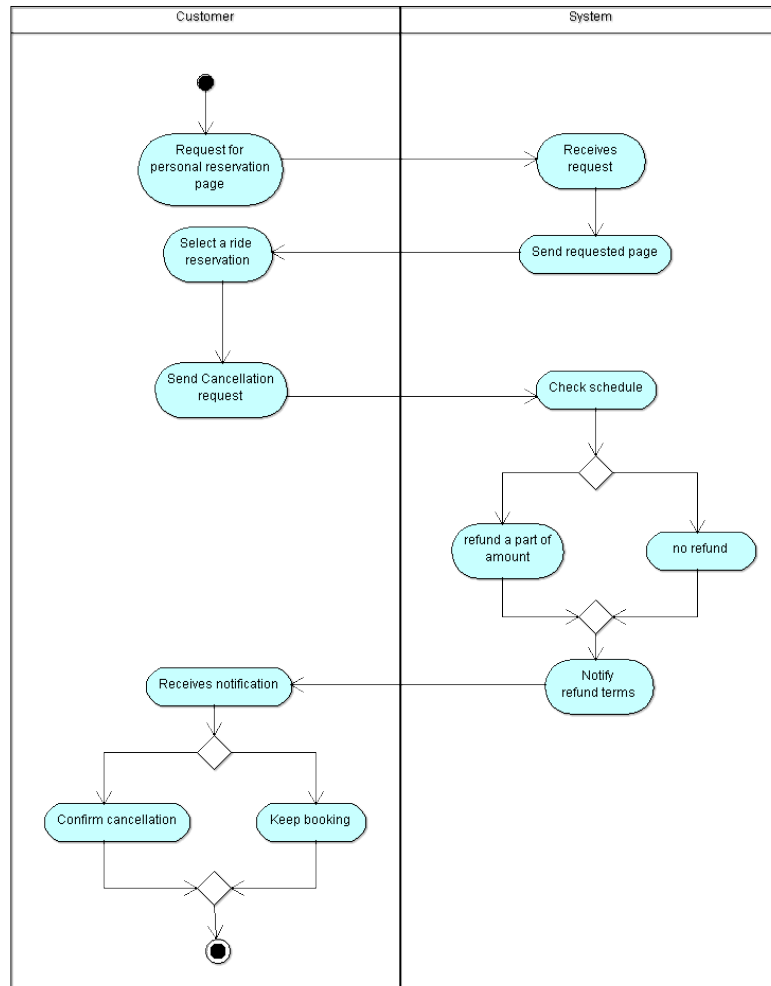 Customer
System
Request for
personal reservation
page
Receives
request
Select a ride
reservation
Send requested page
Send Cancellation
request
Check schedule
refund a part of
amount
no refund
Receives notification
Notify
refund terms
Confirm cancellation
Keep booking